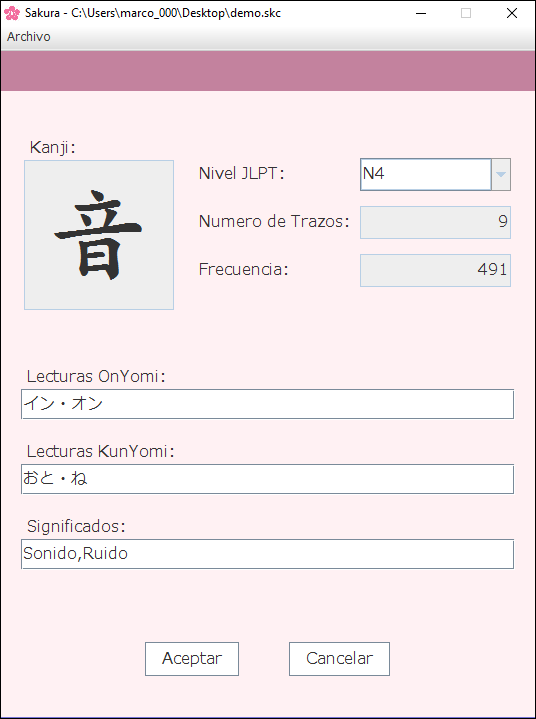 Sakura - C:\Users\marco_000\Desktop\demo.skc
Archivo
Kanji:
音
Nivel JLPT: N4
Numero de Trazos: 9
Frecuencia: 491
Lecturas OnYomi:
イン・オン
Lecturas KunYomi:
おと・ね
Significados:
Sonido,Ruido
Aceptar Cancelar